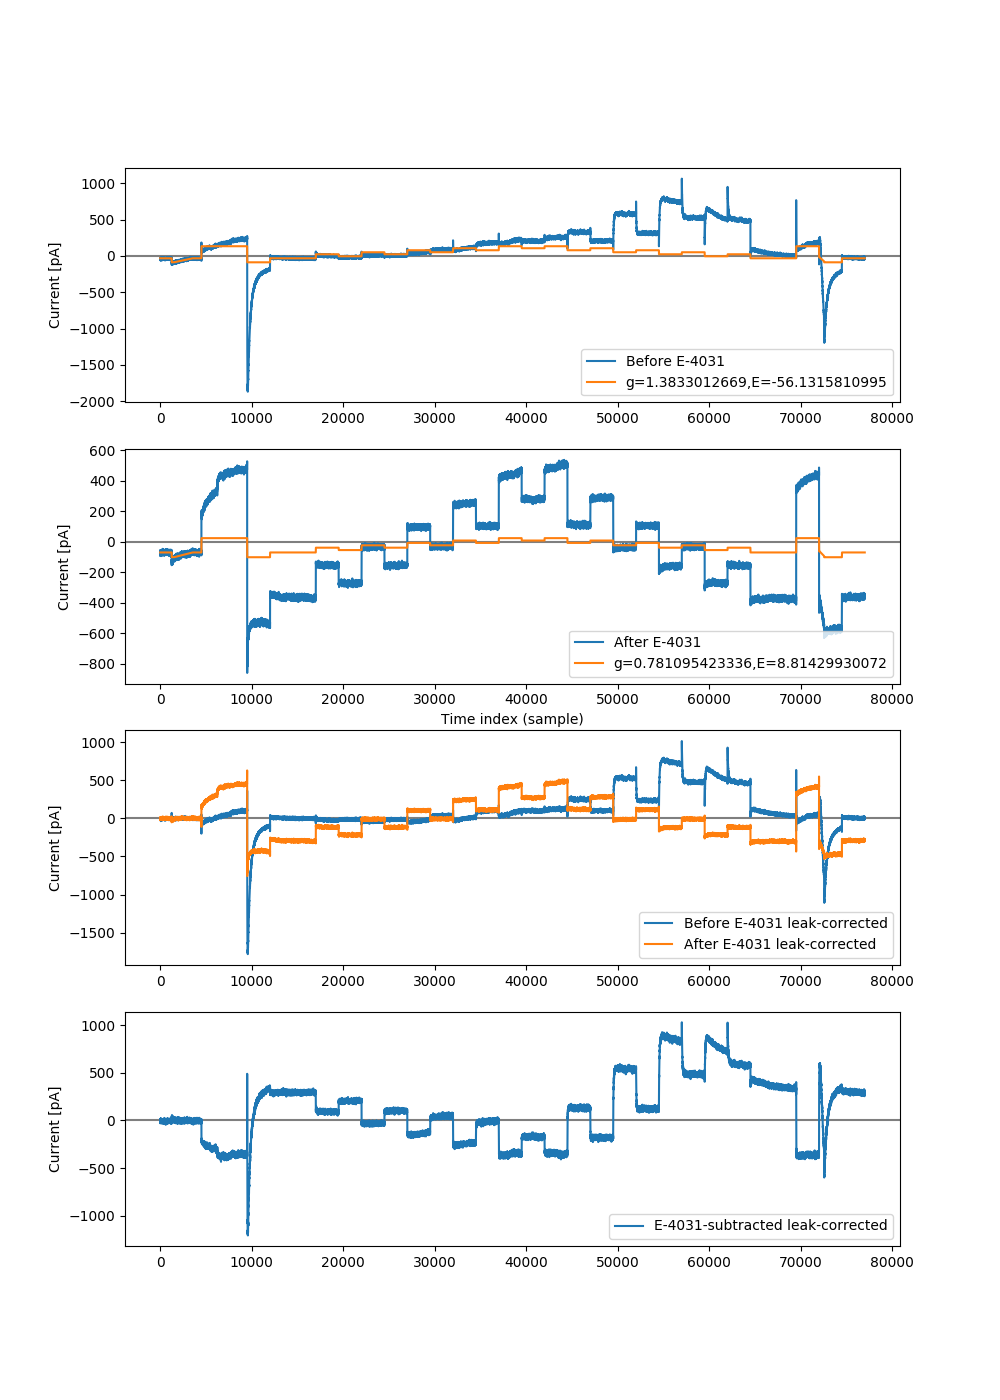 1000
500
0
−500
−1000
−1500
−2000
Current [pA]
Before E-4031
g=1.3833012669,E=-56.1315810995
0 10000 20000 30000 40000 50000 60000 70000 80000
600
400
200
0
−200
−400
−600
−800
Current [pA]
After E-4031
g=0.781095423336,E=8.81429930072
0 10000 20000 30000 40000 50000 60000 70000 80000
Time index (sample)
1000
500
0
−500
−1000
−1500
Current [pA]
Before E-4031 leak-corrected
After E-4031 leak-corrected
0 10000 20000 30000 40000 50000 60000 70000 80000
1000
500
0
−500
−1000
Current [pA]
E-4031-subtracted leak-corrected
0 10000 20000 30000 40000 50000 60000 70000 80000